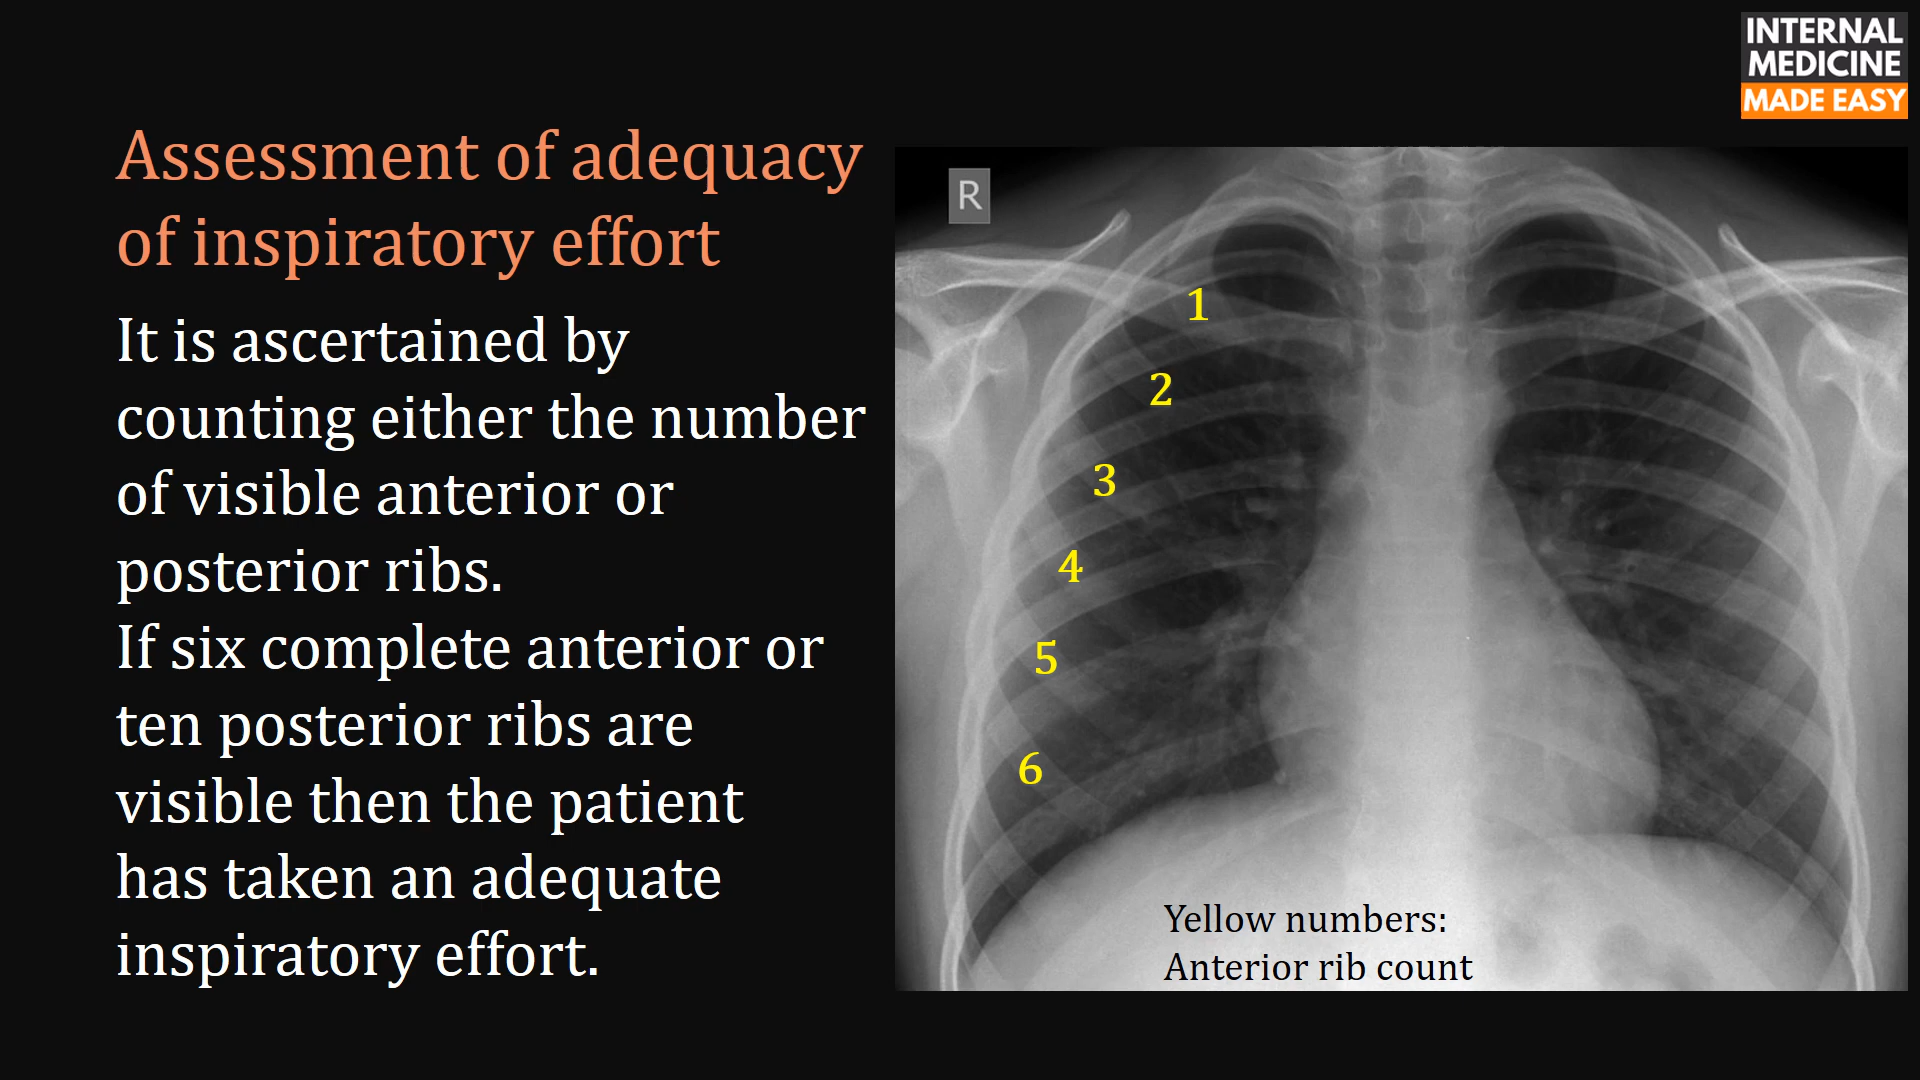 INTERNAL
MEDICINE
MADE EASY
Assessment of adequacy
of inspiratory effort
It is ascertained by
counting either the number
of visible anterior or
posterior ribs.
If six complete anterior or
ten posterior ribs are
visible then the patient
has taken an adequate
inspiratory effort.
R
1
2
3
4
5
6
Yellow numbers:
Anterior rib count